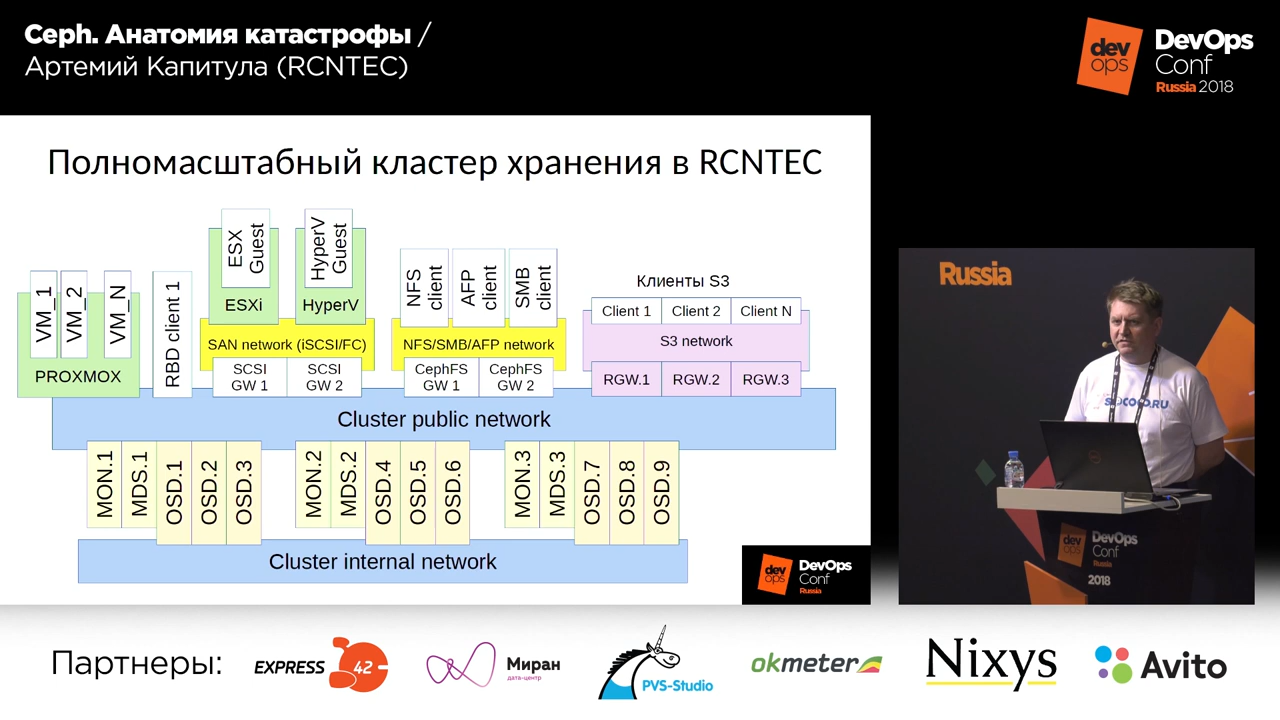 Ceph. Анатомия катастрофы /
Артемий Капитула (RCNTEC)
dev
ops
DevOps
Conf
Russia 2018
Полномасштабный кластер хранения в RCNTEC
VM_1
VM_2
VM_N
PROXMOX
RBD client 1
ESX
Guest
ESXi
HyperV
Guest
HyperV
SAN network (iSCSI/FC)
SCSI
GW 1
SCSI
GW 2
NFS
client
AFP
client
SMB
client
NFS/SMB/AFP network
CephFS
GW 1
CephFS
GW 2
Клиенты S3
Client 1
Client 2
Client N
S3 network
RGW.1
RGW.2
RGW.3
Cluster public network
MON.1
MDS.1
OSD.1
OSD.2
OSD.3
MON.2
MDS.2
OSD.4
OSD.5
OSD.6
MON.3
MDS.3
OSD.7
OSD.8
OSD.9
Cluster internal network
dev
ops
DevOps
Conf
Russia
Russia
dev
ops
DevOps
Conf
Russia
2018
Партнеры:
EXPRESS 42
Миран
дата-центр
PVS-Studio
okmeter
Nixys
Avito